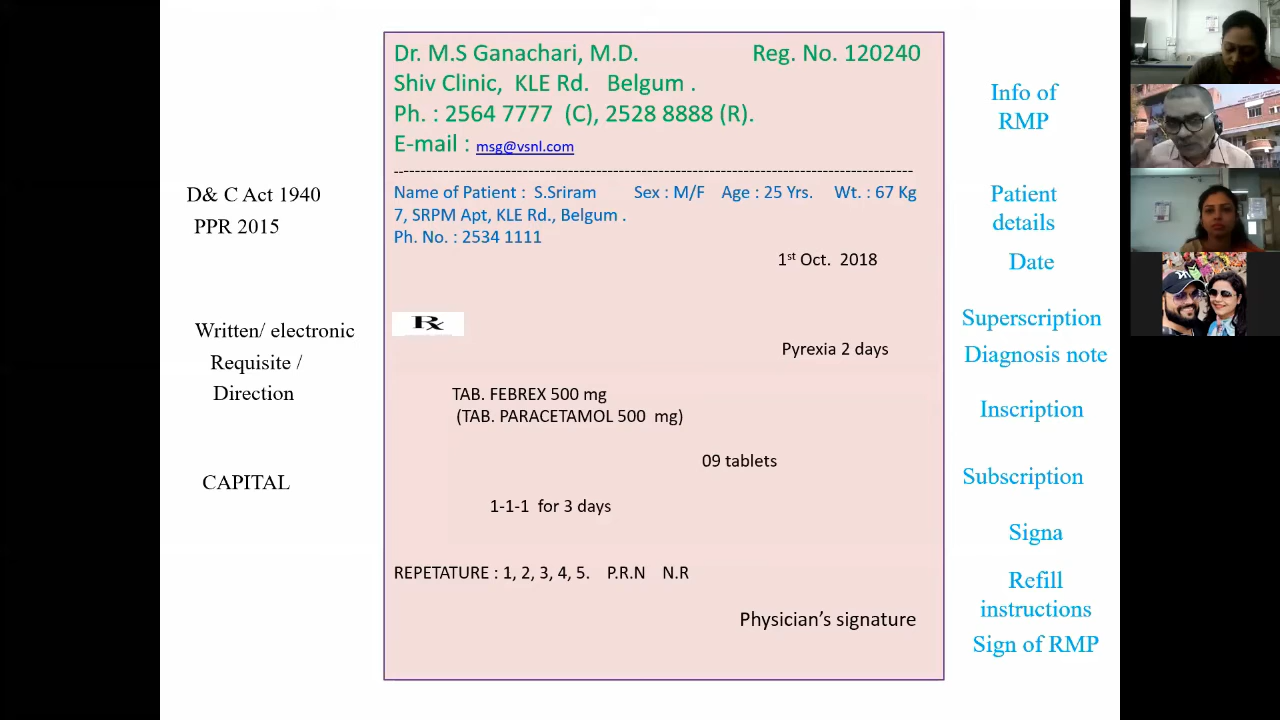 Dr. M.S Ganachari, M.D. Reg. No. 120240
Shiv Clinic, KLE Rd. Belgum .
Ph. : 2564 7777 (C), 2528 8888 (R).
E-mail : msg@vsnl.com
Info of
RMP
D& C Act 1940
PPR 2015
Name of Patient : S.Sriram Sex : M/F Age : 25 Yrs. Wt. : 67 Kg
7, SRPM Apt, KLE Rd., Belgum .
Ph. No. : 2534 1111
Patient
details
1st Oct. 2018
Date
Written/ electronic
Requisite /
Direction
Rx
Superscription
Pyrexia 2 days
Diagnosis note
TAB. FEBREX 500 mg
(TAB. PARACETAMOL 500 mg)
Inscription
09 tablets
Subscription
CAPITAL
1-1-1 for 3 days
Signa
REPETATURE : 1, 2, 3, 4, 5. P.R.N N.R
Refill
instructions
Physician's signature
Sign of RMP